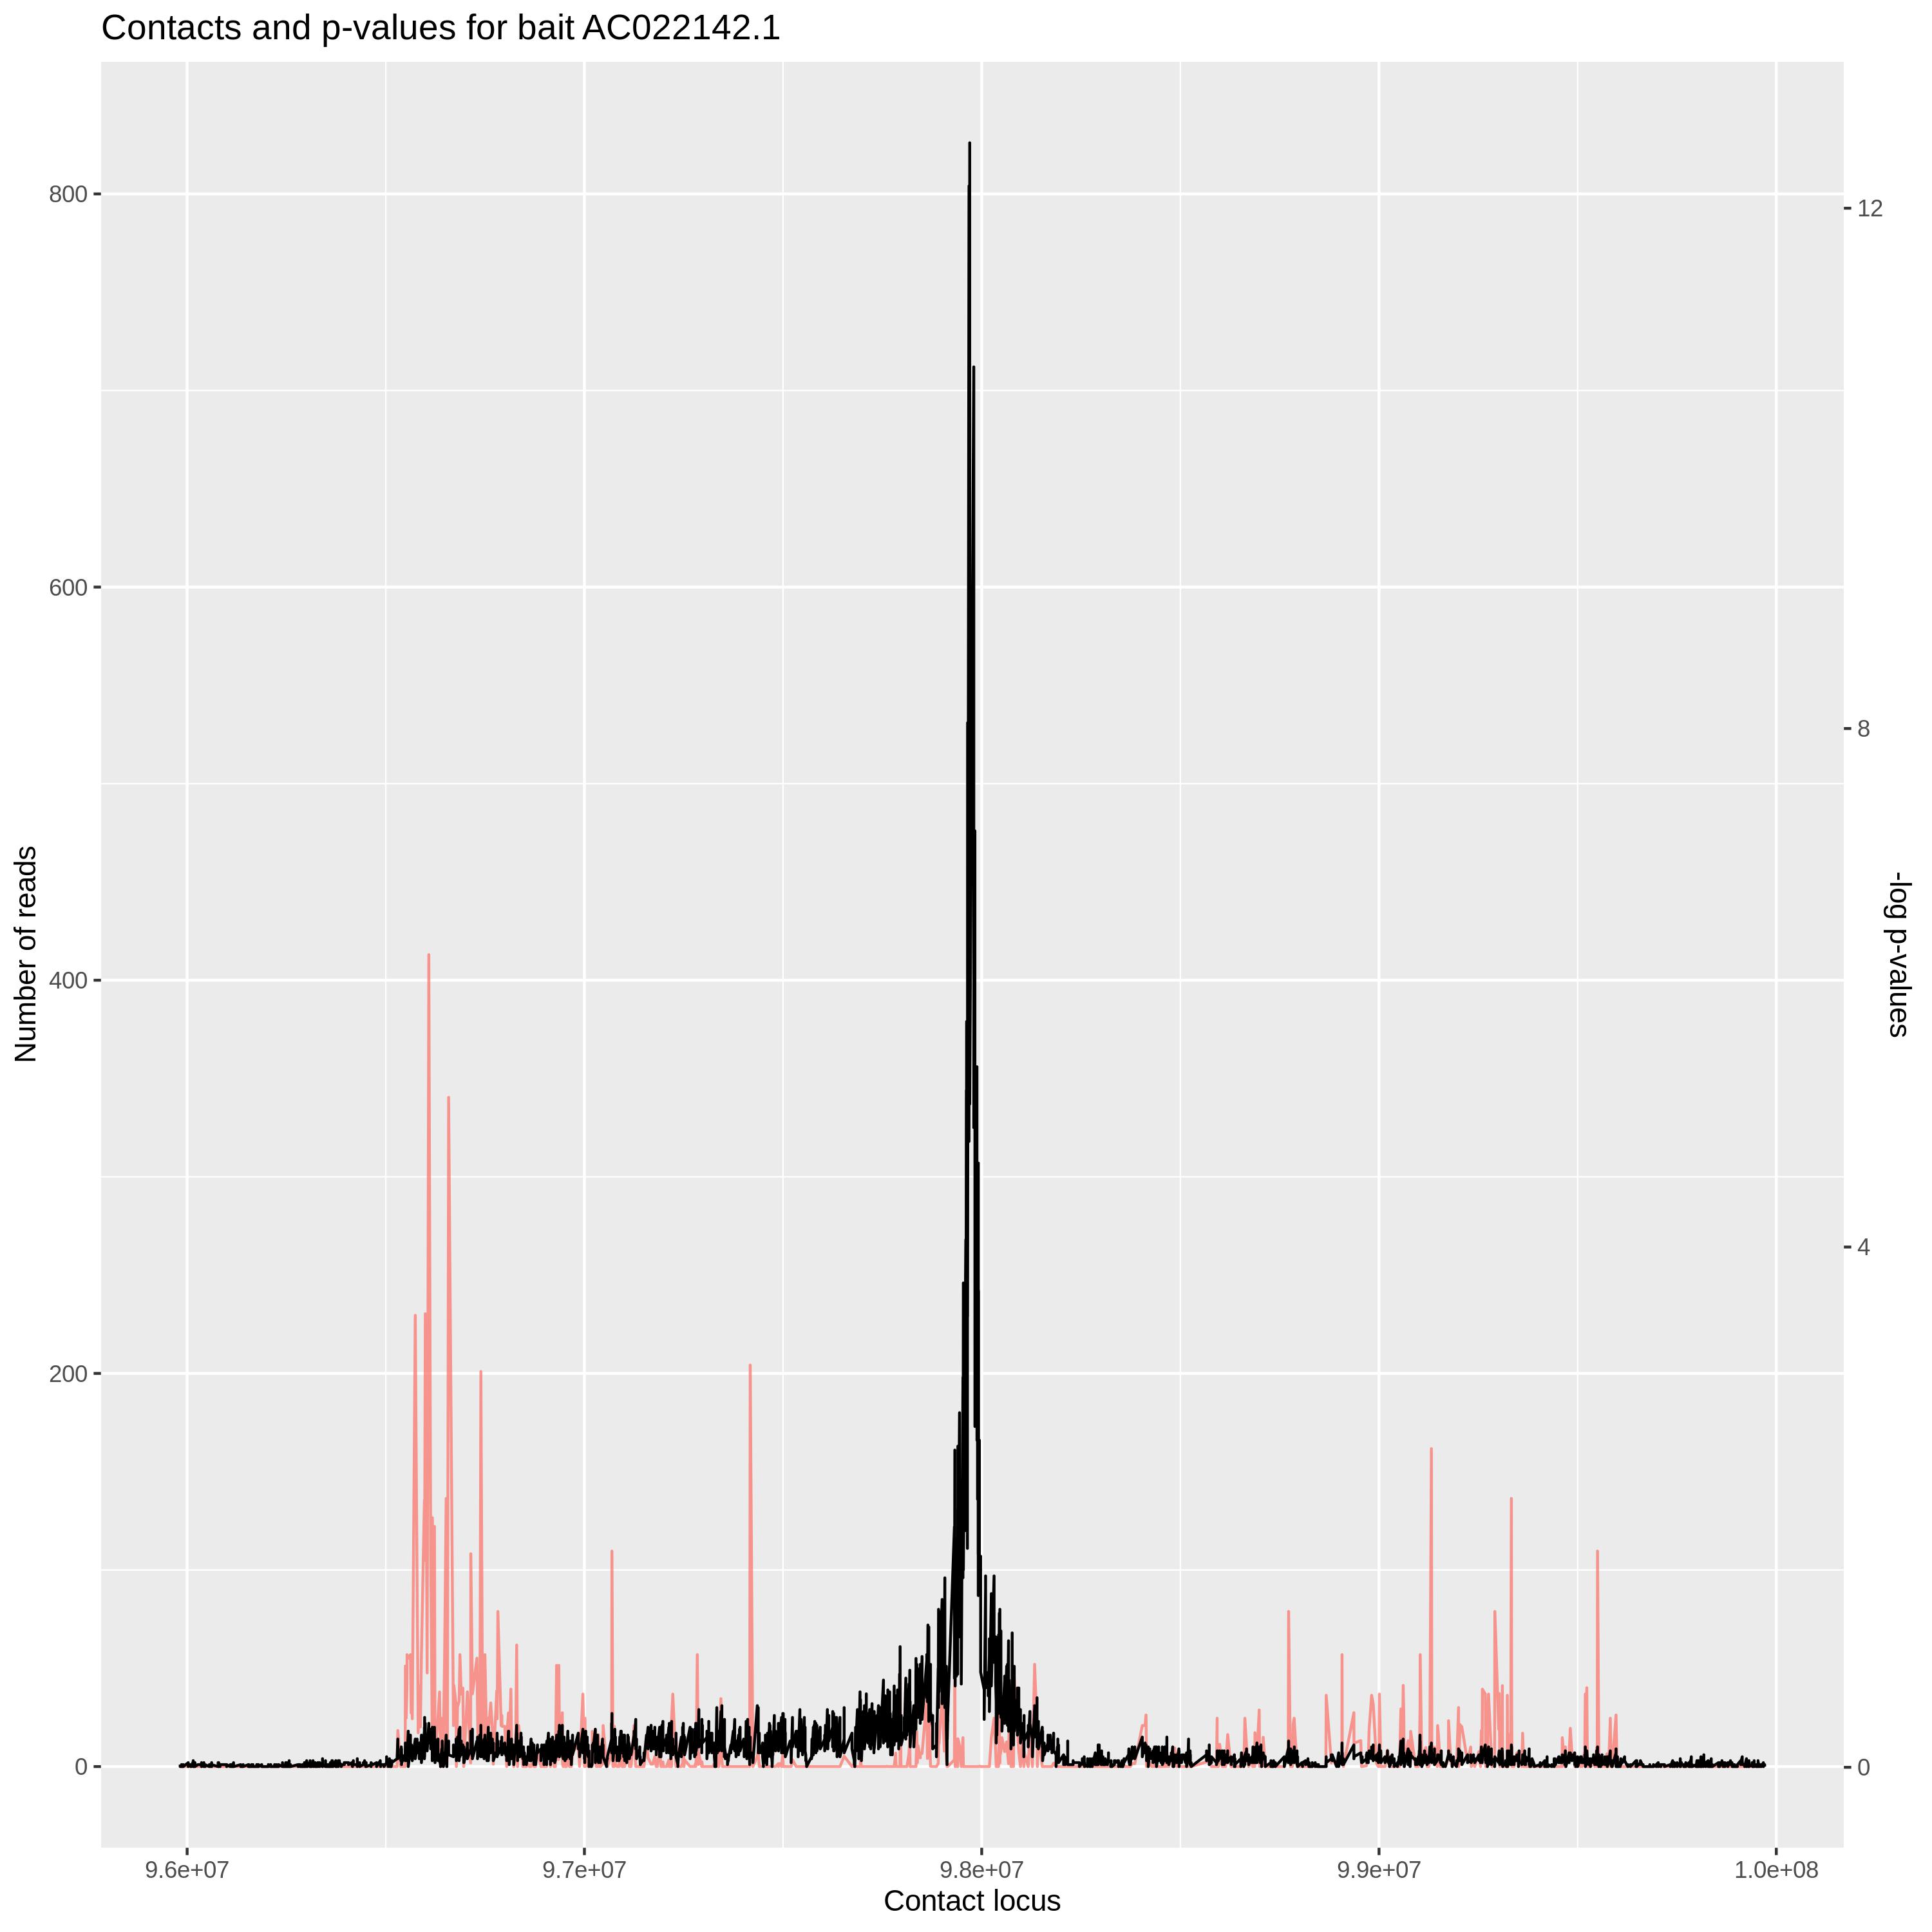 Contacts and p-values for bait AC022142.1
800
600
400
200
0
12
8
4
0
Number of reads
-log p-values
9.6e+07
9.7e+07
9.8e+07
9.9e+07
1.0e+08
Contact locus